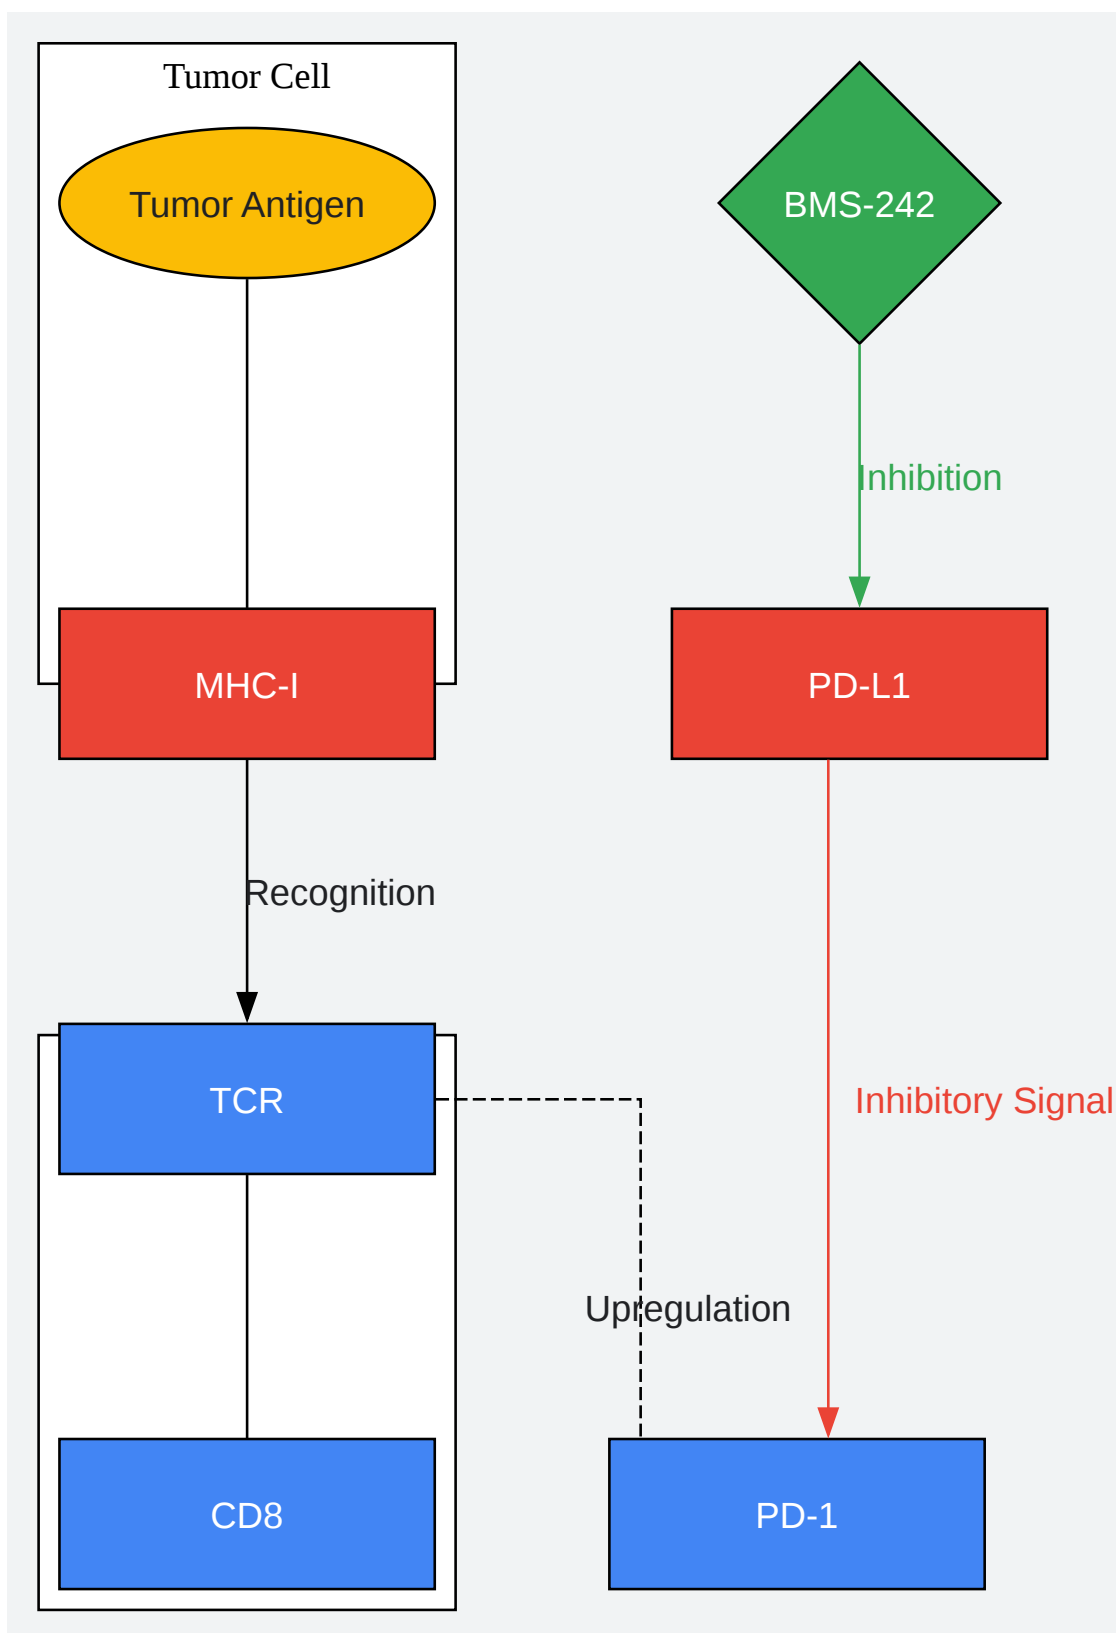 Tumor Cell
Tumor Antigen
BMS-242
Inhibition
MHC-I
PD-L1
Recognition
TCR
Inhibitory Signal
Upregulation
CD8
PD-1